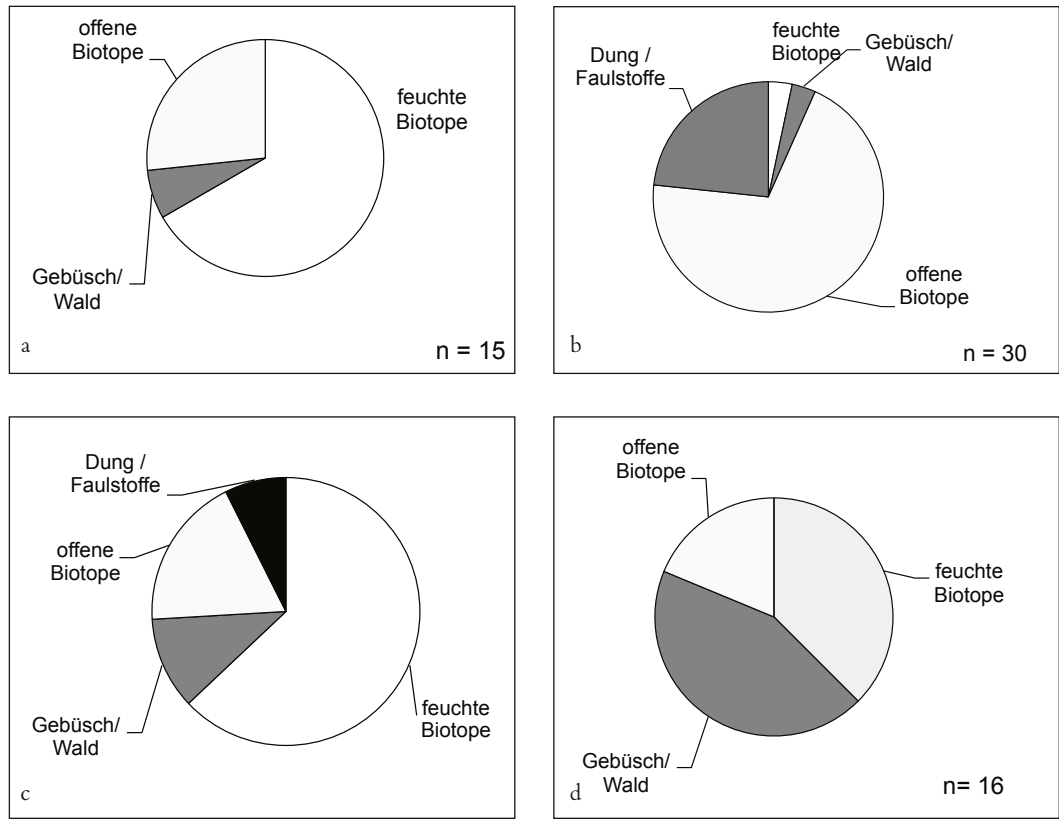 offene
Biotope
feuchte
Biotope
Gebüsch/
Wald
a
n = 15
Dung /
Faulstoffe
feuchte
Biotope
Gebüsch/
Wald
offene
Biotope
b
n = 30
Dung /
Faulstoffe
offene
Biotope
Gebüsch/
Wald
feuchte
Biotope
c
offene
Biotope
feuchte
Biotope
Gebüsch/
Wald
d
n= 16